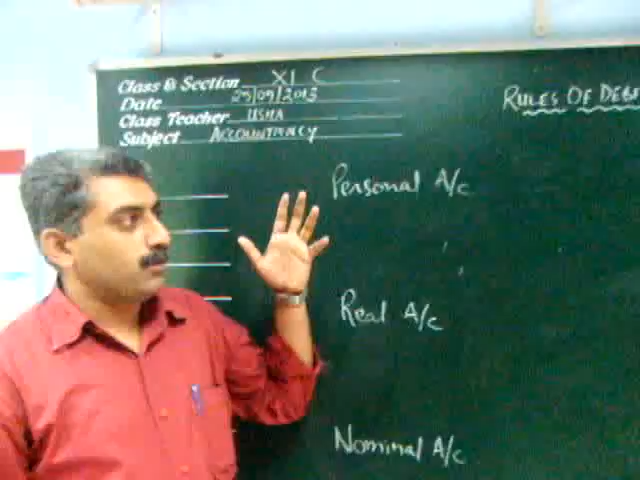 Class & Section XI C
Date 25/09/2013
Class Teacher USHA
Subject ACCOUNTANCY
RULES OF DEB
Personal A/c
Real A/c
Nominal A/c